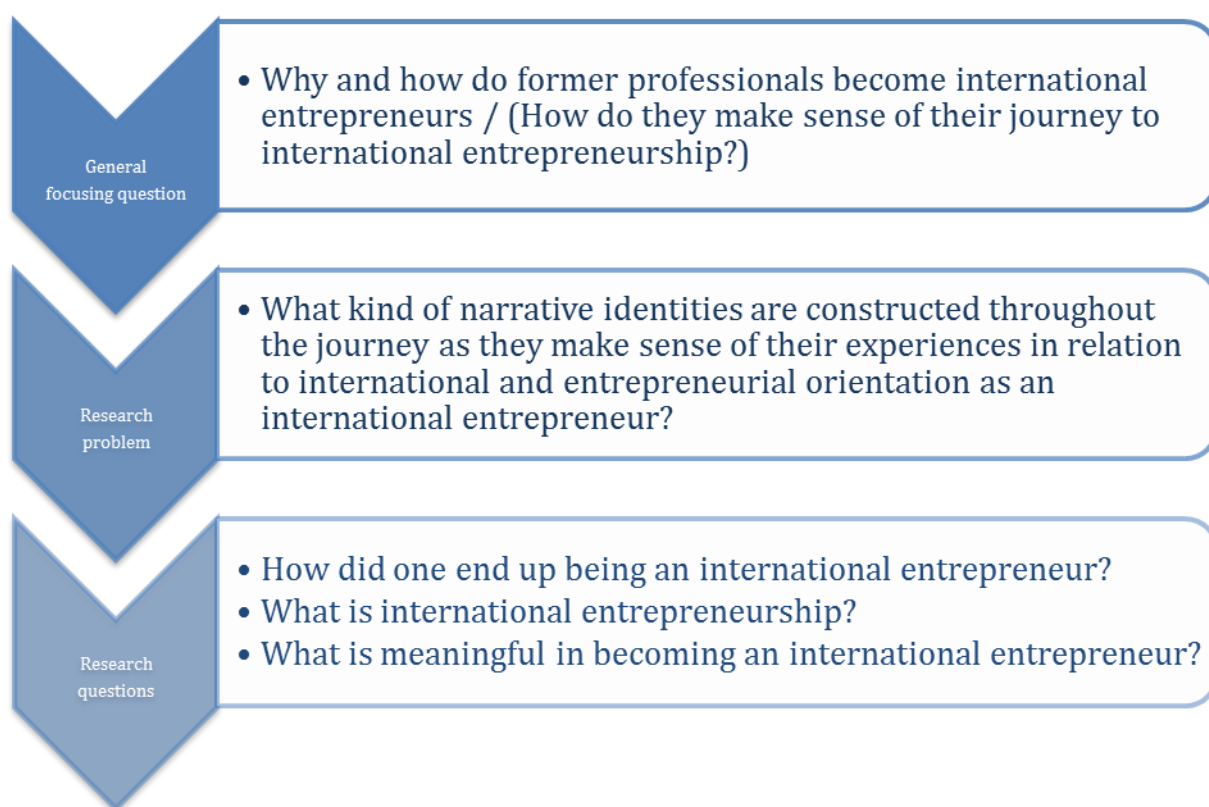 General
focusing question
• Why and how do former professionals become international
entrepreneurs / (How do they make sense of their journey to
international entrepreneurship?)
Research
problem
• What kind of narrative identities are constructed throughout
the journey as they make sense of their experiences in relation
to international and entrepreneurial orientation as an
international entrepreneur?
Research
questions
• How did one end up being an international entrepreneur?
• What is international entrepreneurship?
• What is meaningful in becoming an international entrepreneur?